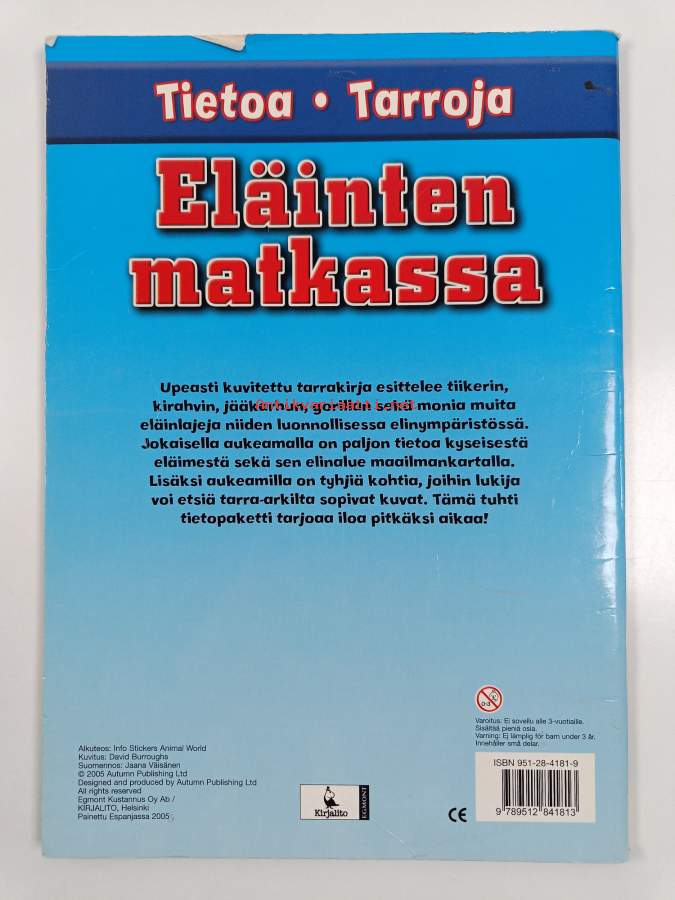 Tietoa • Tarroja
Eläinten
matkassa
Upeasti kuvitettu tarrakirja esittelee tiikerin,
kirahvin, jääkarhun, gorillan sekä monia muita
antikvariaatti.net
eläinlajeja niiden luonnollisessa elinympäristössä.
Jokaisella aukeamalla on paljon tietoa kyseisestä
eläimestä sekä sen elinalue maailmankartalla.
Lisäksi aukeamilla on tyhjiä kohtia, joihin lukija
voi etsiä tarra-arkilta sopivat kuvat. Tämä tuhti
tietopaketti tarjoaa iloa pitkäksi aikaa!
0-3
Varoitus: Ei sovellu alle 3-vuotiaille.
Sisältää pieniä osia.
Varning: Ej lämplig för barn under 3 år.
Innehåller små delar.
Alkuteos: Info Stickers Animal World
Kuvitus: David Burroughs
Suomennos: Jaana Väisänen
© 2005 Autumn Publishing Ltd
Designed and produced by Autumn Publishing Ltd
All rights reserved
Egmont Kustannus Oy Ab /
KIRJALITO, Helsinki
Painettu Espanjassa 2005
Kirjalito
EGMONT
CE
ISBN 951-28-4181-9
9 789512 841813